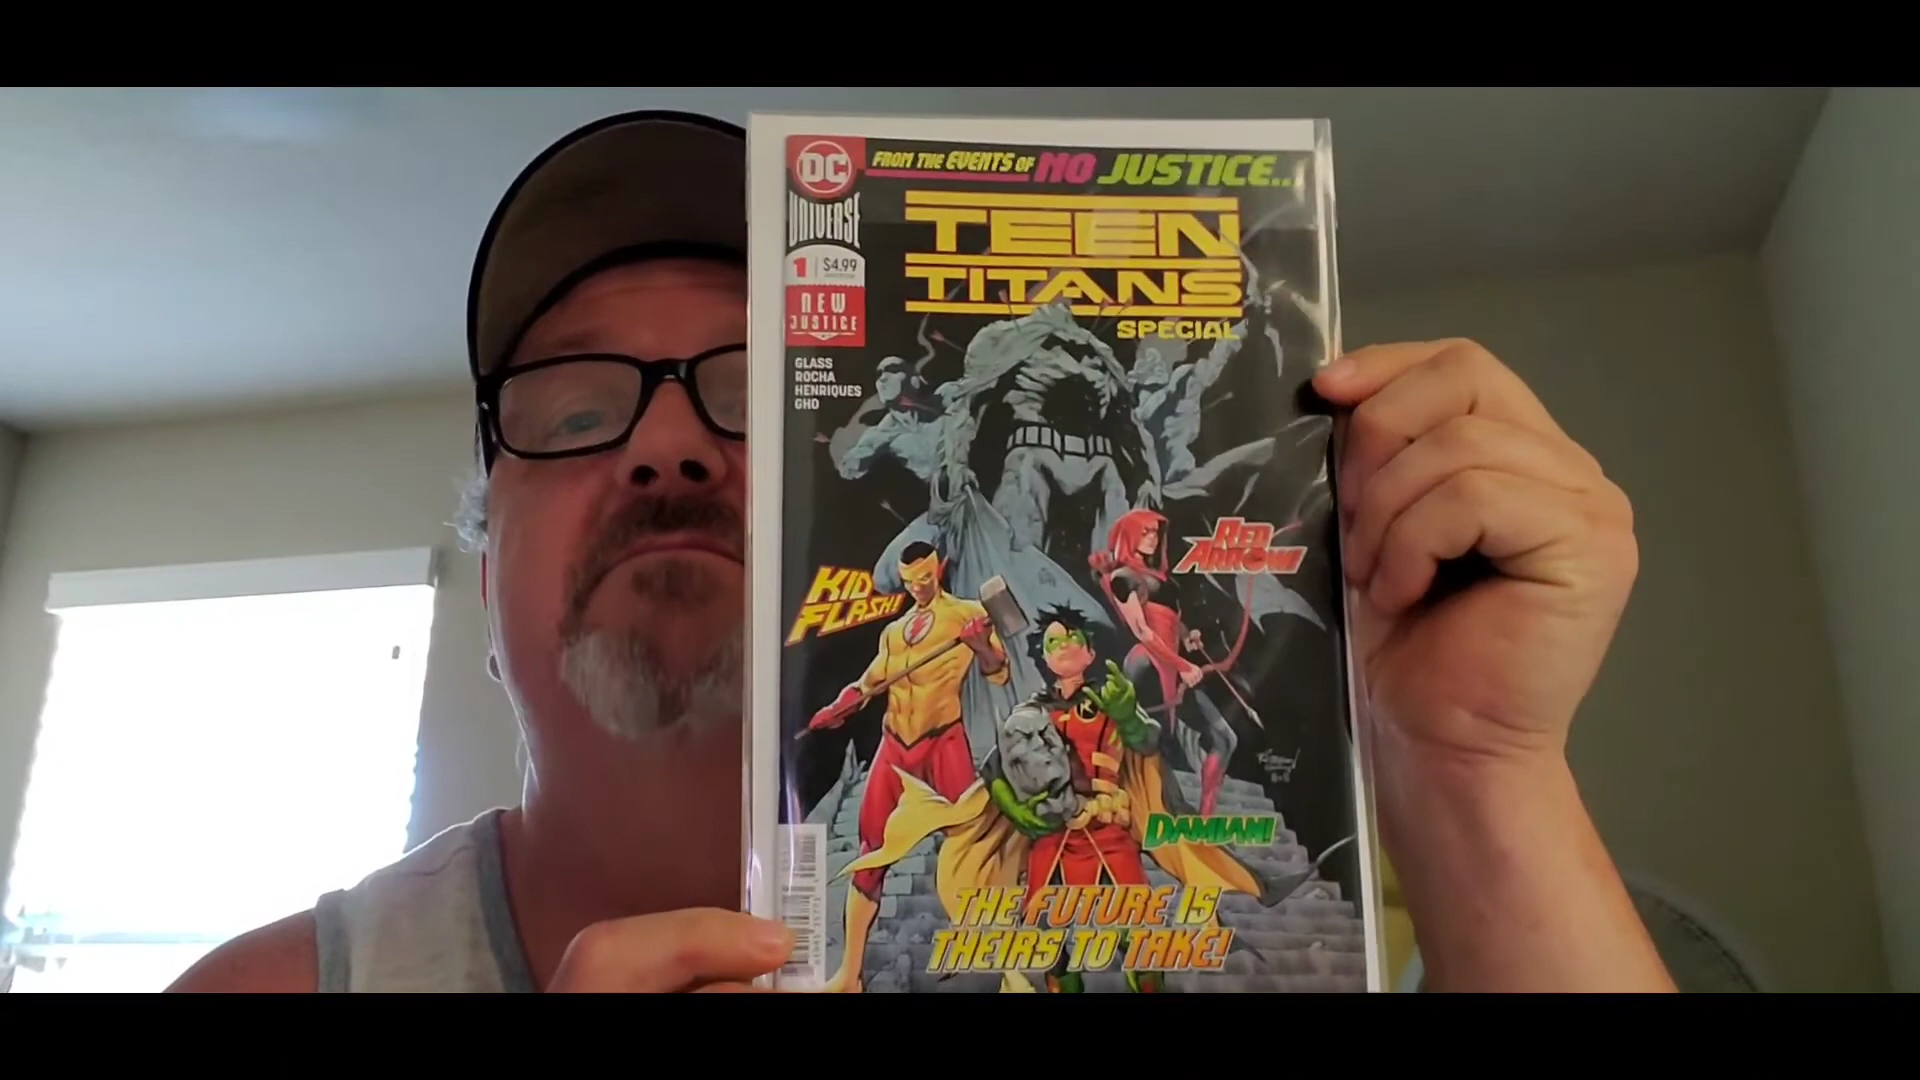 DC
UNIVERSE
FROM THE EVENTS OF NO JUSTICE...
TEEN
TITANS
SPECIAL
1 $4.99
NEW
JUSTICE
GLASS
ROCHA
HENRIQUES
GHO
RED
ARROW!
KID
FLASH!
R
DAMIAN!
THE FUTURE IS
THEIRS TO TAKE!